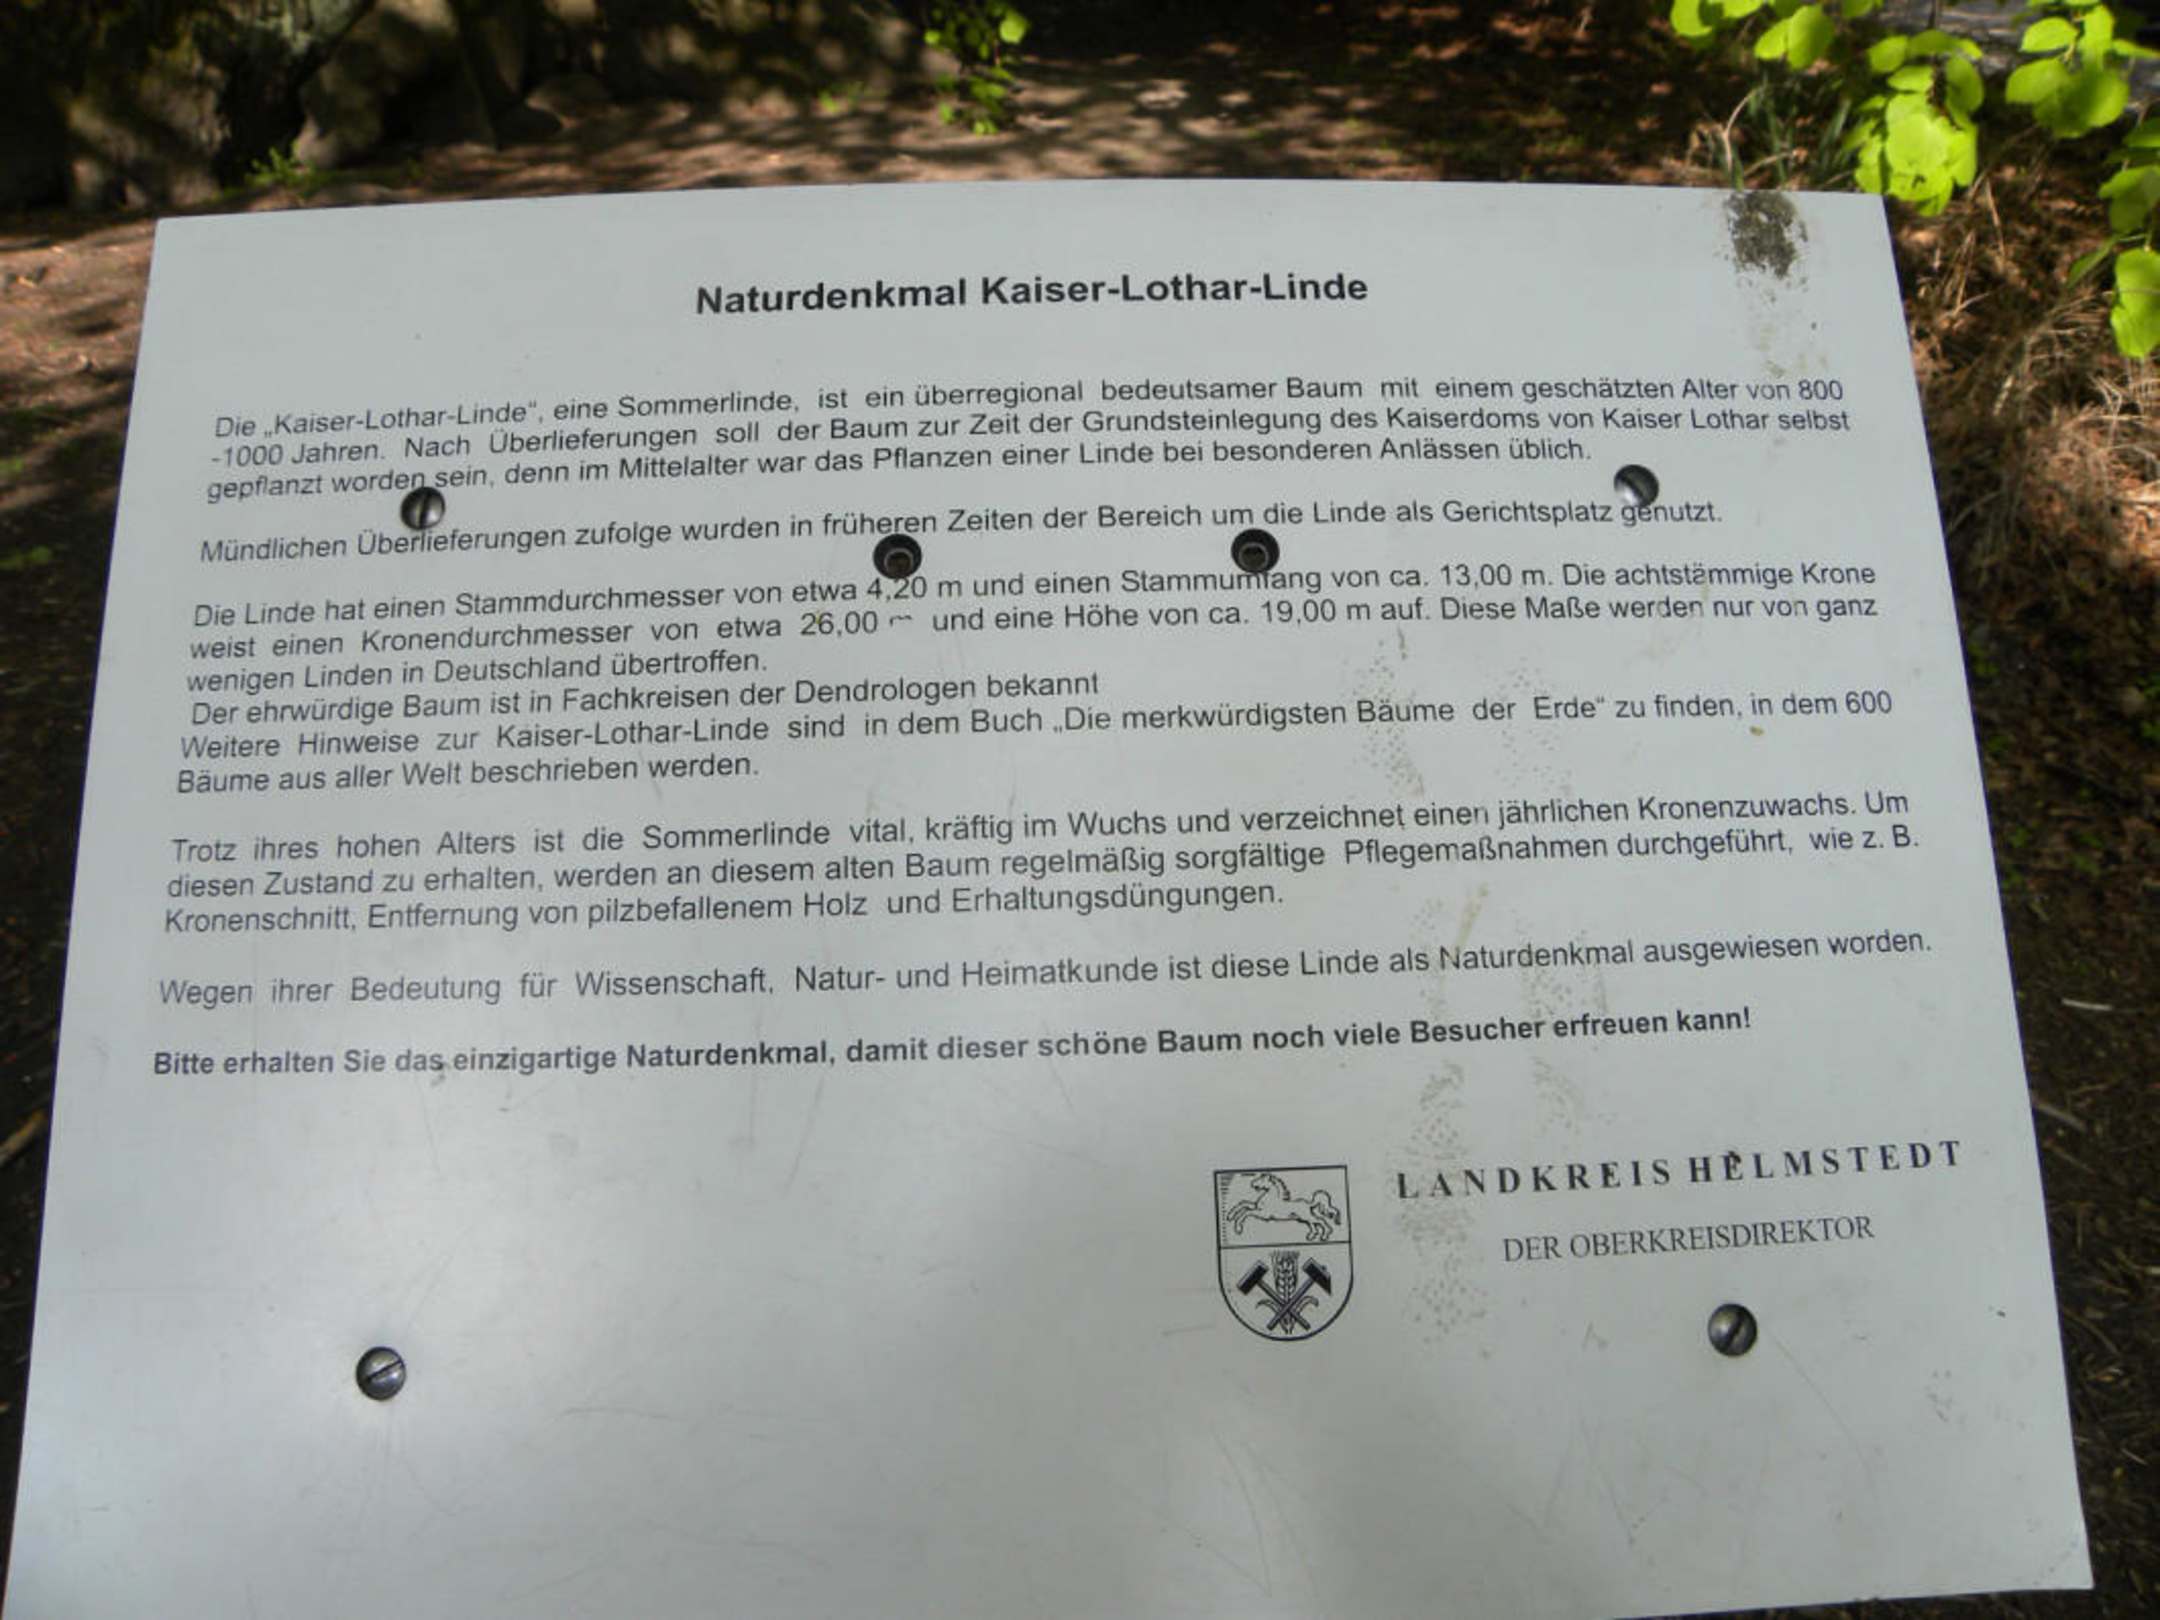 Naturdenkmal Kaiser-Lothar-Linde
Die „Kaiser-Lothar-Linde“, eine Sommerlinde, ist ein überregional bedeutsamer Baum mit einem geschätzten Alter von 800
-1000 Jahren. Nach Überlieferungen soll der Baum zur Zeit der Grundsteinlegung des Kaiserdoms von Kaiser Lothar selbst
gepflanzt worden sein, denn im Mittelalter war das Pflanzen einer Linde bei besonderen Anlässen üblich.
Mündlichen Überlieferungen zufolge wurden in früheren Zeiten der Bereich um die Linde als Gerichtsplatz genutzt.
Die Linde hat einen Stammdurchmesser von etwa 4,20 m und einen Stammumfang von ca. 13,00 m. Die achtstämmige Krone
weist einen Kronendurchmesser von etwa 26,00 m und eine Höhe von ca. 19,00 m auf. Diese Maße werden nur von ganz
wenigen Linden in Deutschland übertroffen.
Der ehrwürdige Baum ist in Fachkreisen der Dendrologen bekannt
Weitere Hinweise zur Kaiser-Lothar-Linde sind in dem Buch „Die merkwürdigsten Bäume der Erde“ zu finden, in dem 600
Bäume aus aller Welt beschrieben werden.
Trotz ihres hohen Alters ist die Sommerlinde vital, kräftig im Wuchs und verzeichnet einen jährlichen Kronenzuwachs. Um
diesen Zustand zu erhalten, werden an diesem alten Baum regelmäßig sorgfältige Pflegemaßnahmen durchgeführt, wie z. B.
Kronenschnitt, Entfernung von pilzbefallenem Holz und Erhaltungsdüngungen.
Wegen ihrer Bedeutung für Wissenschaft, Natur- und Heimatkunde ist diese Linde als Naturdenkmal ausgewiesen worden.
Bitte erhalten Sie das einzigartige Naturdenkmal, damit dieser schöne Baum noch viele Besucher erfreuen kann!
LANDKREIS HELMSTEDT
DER OBERKREISDIREKTOR